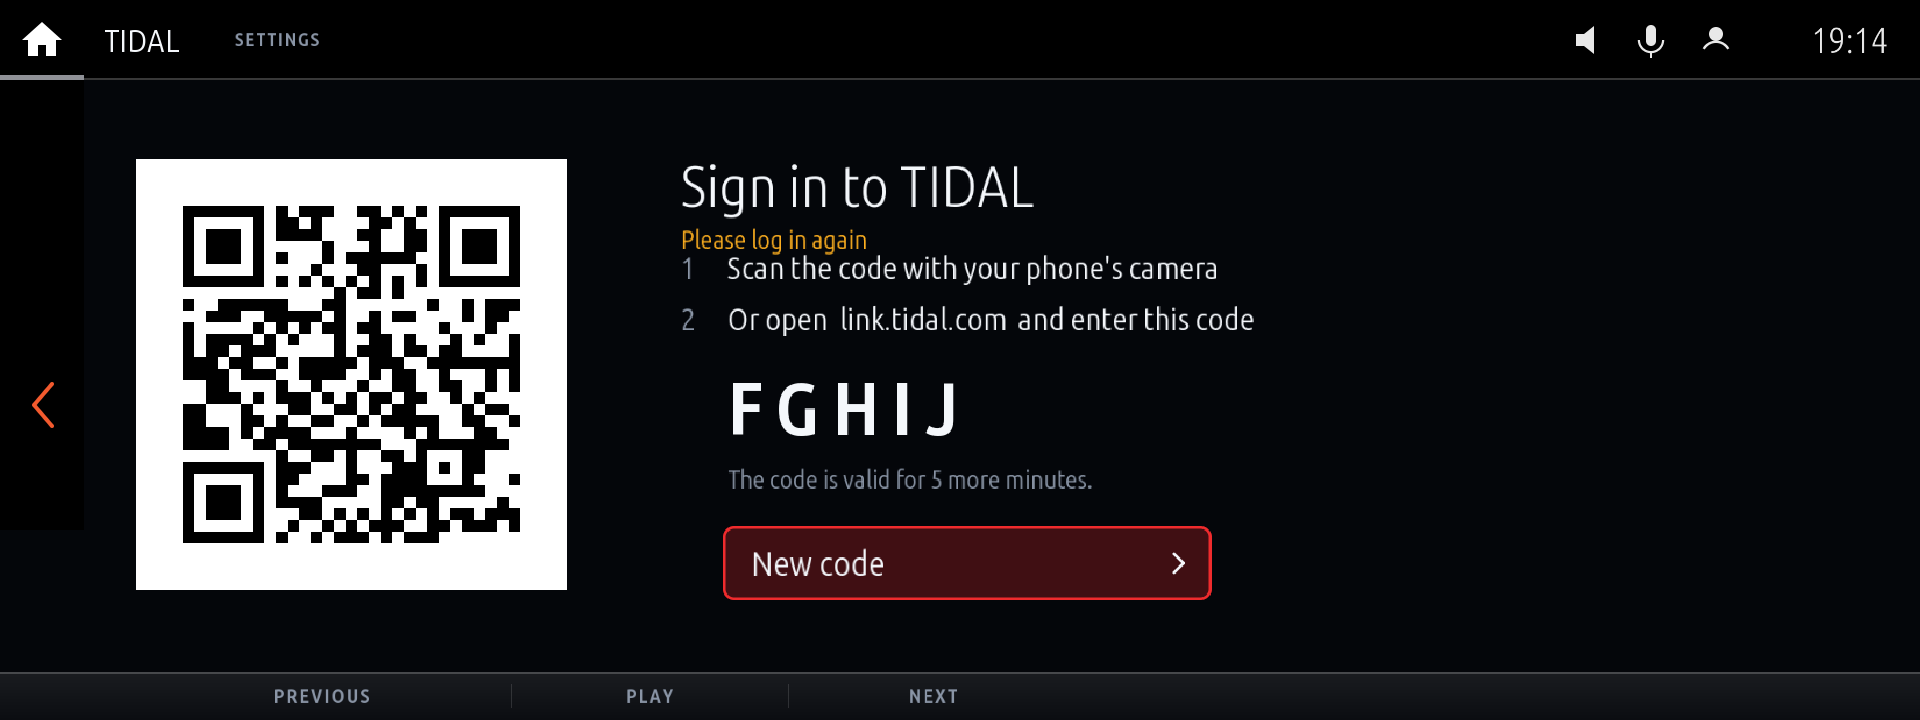 TIDAL SETTINGS 19:14
Sign in to TIDAL
Please log in again
1 Scan the code with your phone's camera
2 Or open link.tidal.com and enter this code
FGHIJ
The code is valid for 5 more minutes.
New code
PREVIOUS PLAY NEXT